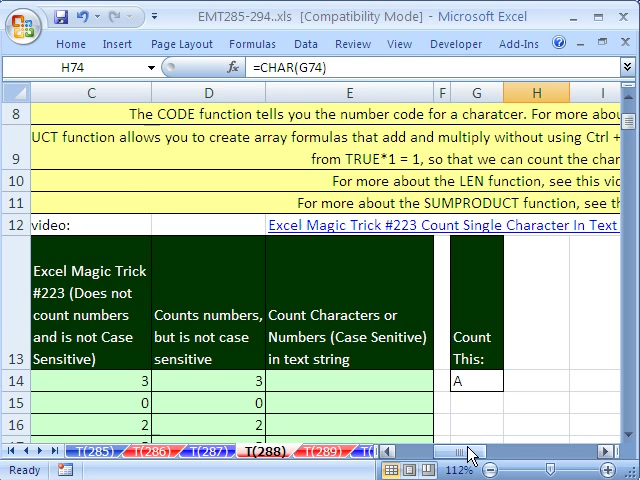 EMT285-294..xls [Compatibility Mode] - Microsoft Excel
Home Insert Page Layout Formulas Data Review View Developer Add-Ins
H74 fx =CHAR(G74)
C D E F G H I
8 The CODE function tells you the number code for a charatcer. For more abou
UCT function allows you to create array formulas that add and multiply without using Ctrl +
9 from TRUE*1 = 1, so that we can count the char
10 For more about the LEN function, see this vid
11 For more about the SUMPRODUCT function, see th
12 video: Excel Magic Trick #223 Count Single Character In Text
Excel Magic Trick
#223 (Does not
count numbers Counts numbers, Count Characters or
and is not Case but is not case Numbers (Case Senitive) Count
13 Sensitive) sensitive in text string This:
14 3 3 A
15 0 0
16 2 2
T(285) T(286) T(287) T(288) T(289)
Ready 112%